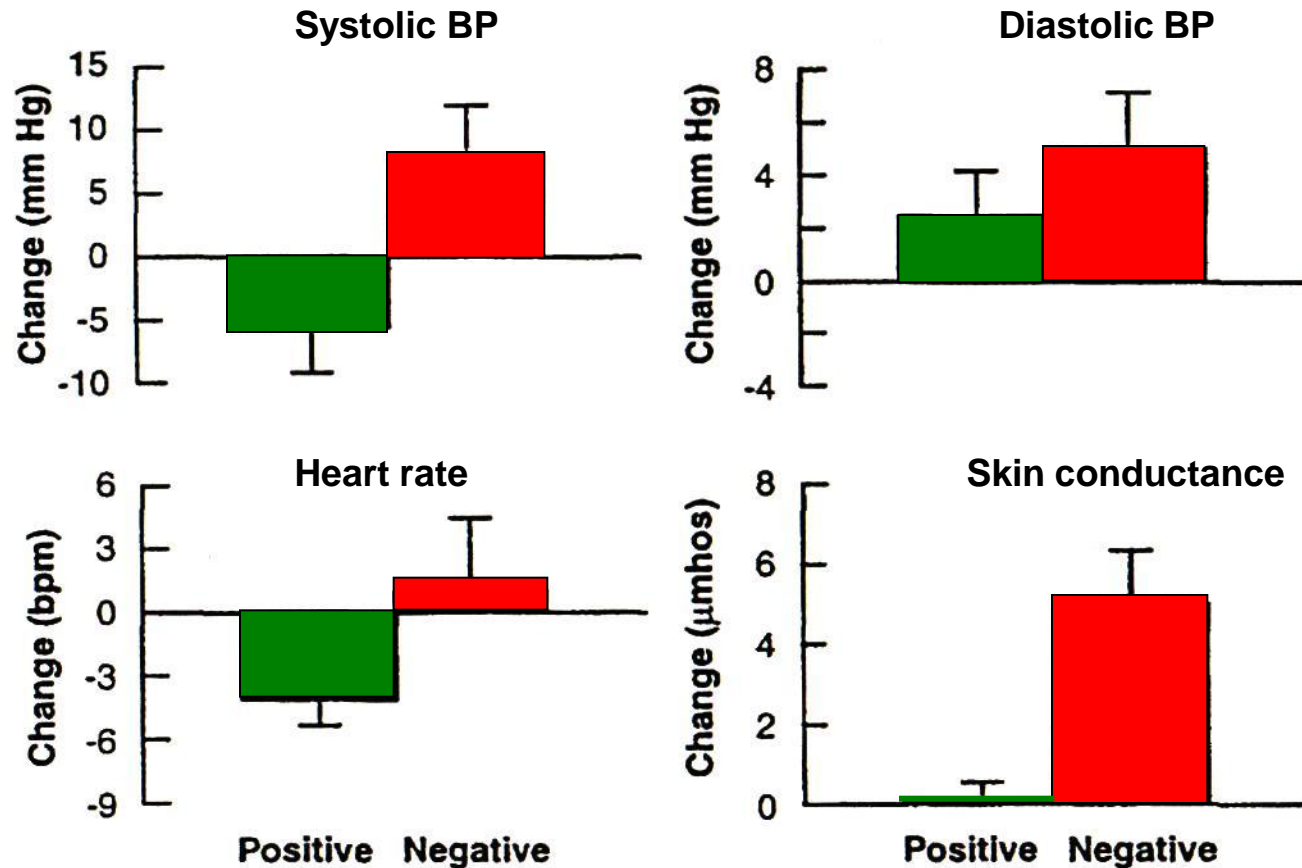 Systolic BP
Change (mm Hg)
15
10
5
0
-5
-10
Diastolic BP
Change (mm Hg)
8
4
0
-4
Heart rate
Change (bpm)
6
3
0
-3
-6
-9
Positive Negative
Skin conductance
Change (μmhos)
8
6
4
2
0
Positive Negative